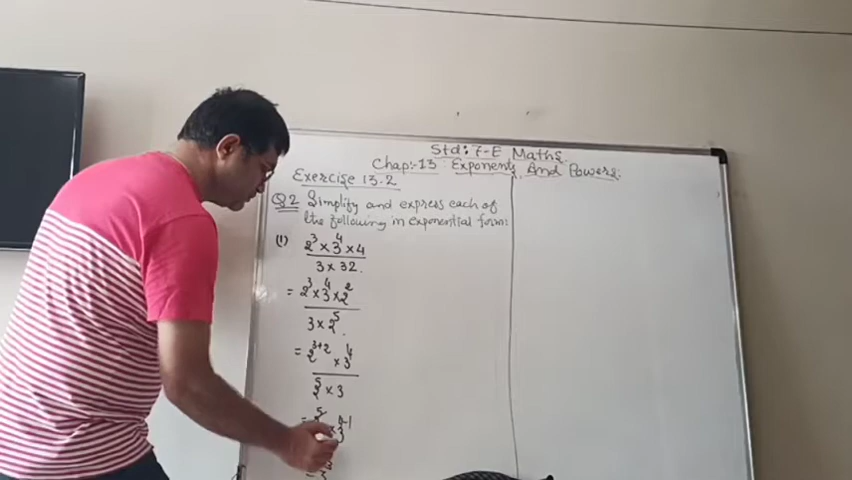 Std: 7-E Maths.
Chap:- 13 Exponents And Powers.
Exercise 13.2
Q2 Simplify and express each of
the following in exponential form:
(1) 2³ × 3⁴ × 4
3 × 32.
= 2³ × 3⁴ × 2²
3 × 2⁵.
= 2³⁺² × 3⁴
2⁵ × 3